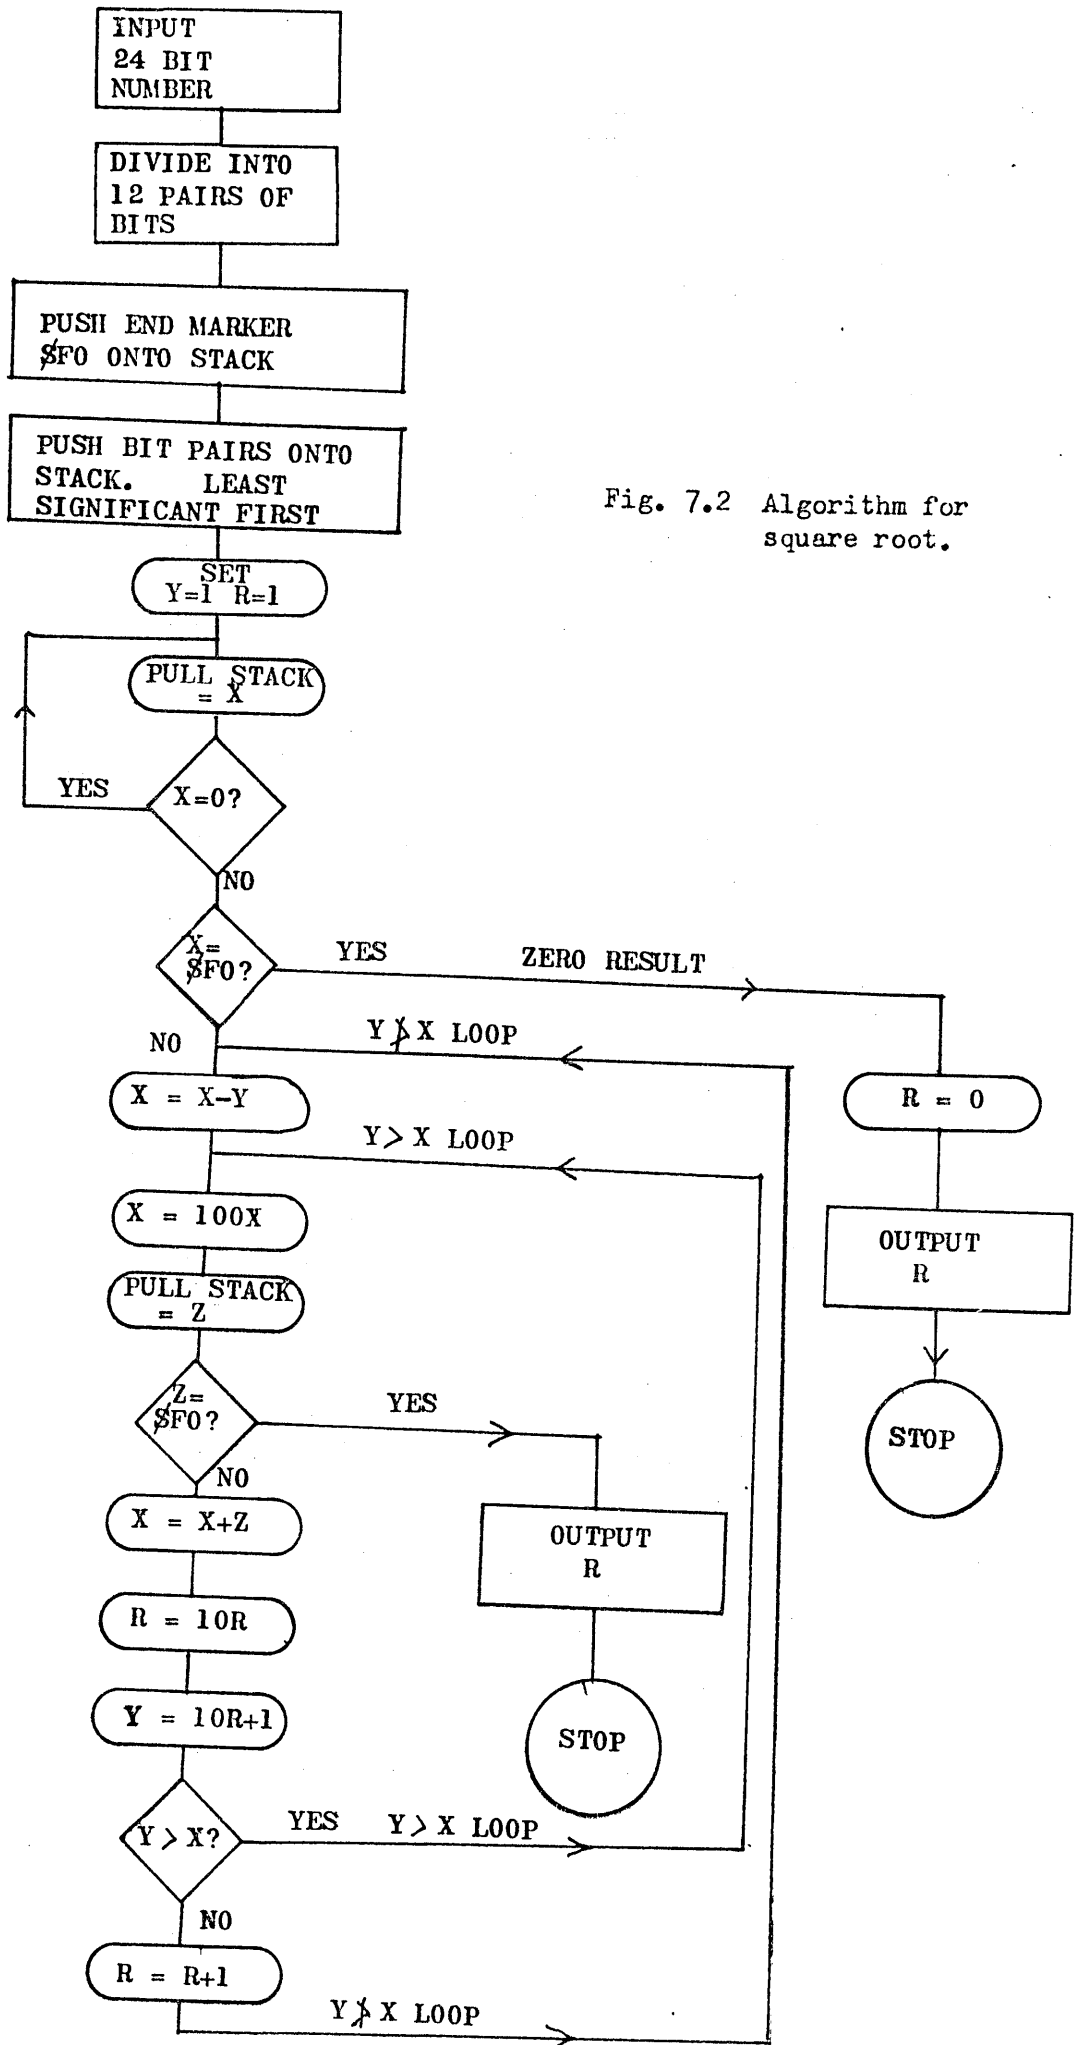 INPUT
24 BIT
NUMBER
DIVIDE INTO
12 PAIRS OF
BITS
PUSH END MARKER
$F0 ONTO STACK
PUSH BIT PAIRS ONTO
STACK. LEAST
SIGNIFICANT FIRST
Fig. 7.2 Algorithm for
square root.
SET
Y=1 R=1
PULL STACK
= X
YES
X=0?
NO
X=
$F0?
YES ZERO RESULT
NO
Y ≯ X LOOP
X = X-Y
R = 0
Y > X LOOP
X = 100X
OUTPUT
R
PULL STACK
= Z
Z=
$F0?
YES
STOP
NO
X = X+Z
OUTPUT
R
R = 10R
Y = 10R+1
STOP
Y > X?
YES Y > X LOOP
NO
R = R+1
Y ≯ X LOOP